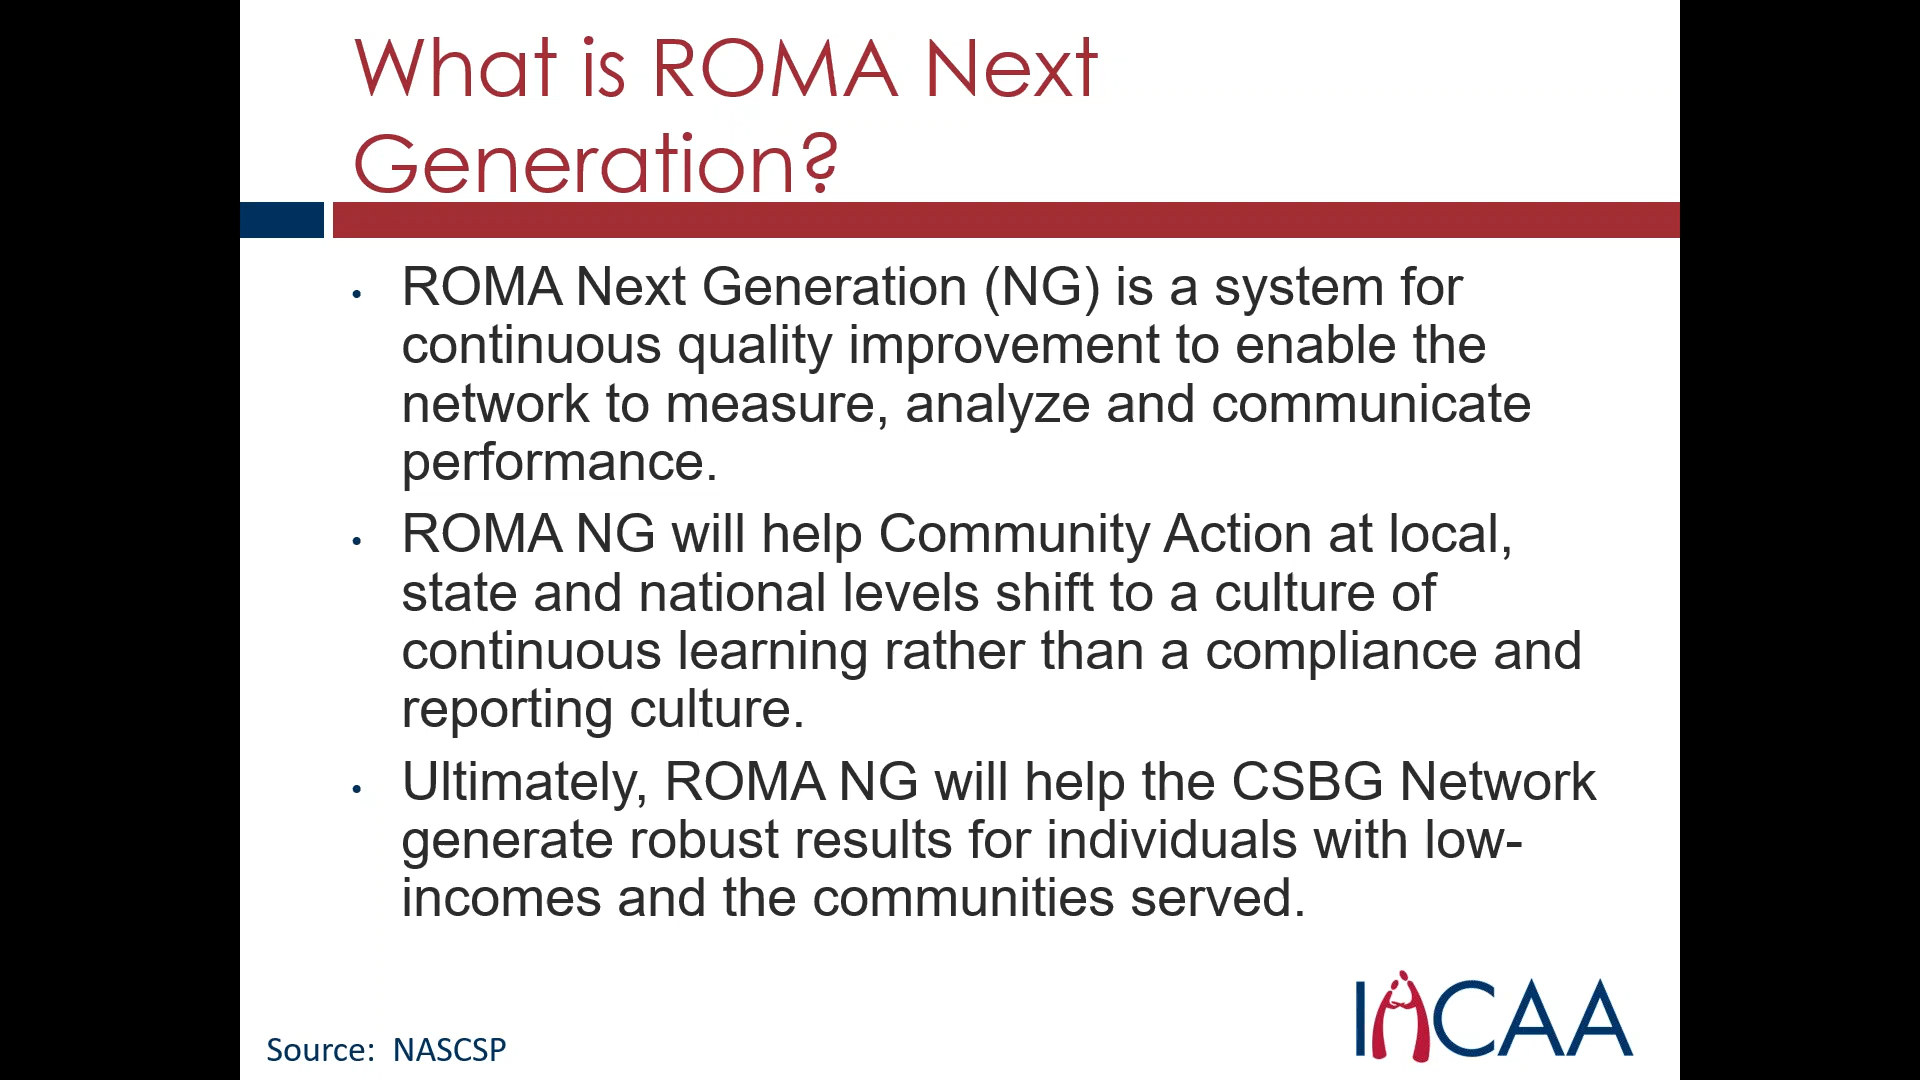 What is ROMA Next
Generation?
• ROMA Next Generation (NG) is a system for
continuous quality improvement to enable the
network to measure, analyze and communicate
performance.
• ROMA NG will help Community Action at local,
state and national levels shift to a culture of
continuous learning rather than a compliance and
reporting culture.
• Ultimately, ROMA NG will help the CSBG Network
generate robust results for individuals with low-
incomes and the communities served.
IACAA
Source: NASCSP